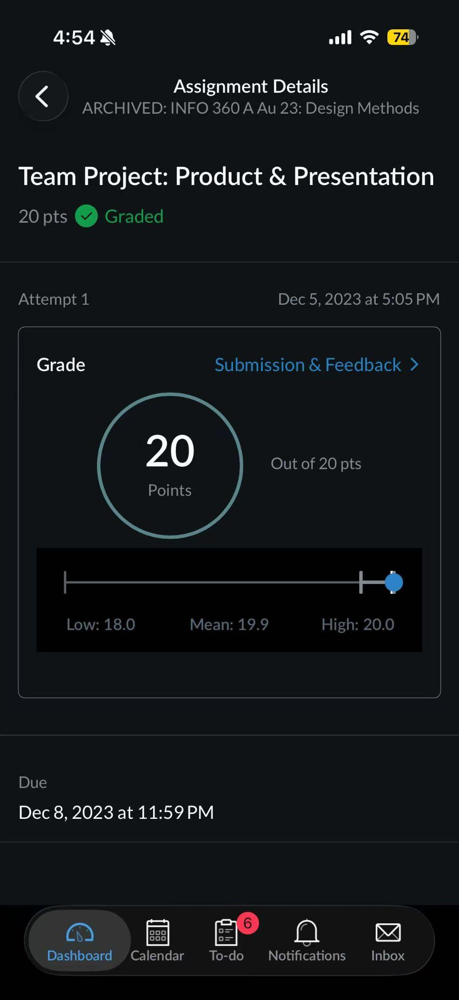 4:54
74
Assignment Details
ARCHIVED: INFO 360 A Au 23: Design Methods
Team Project: Product & Presentation
20 pts Graded
Attempt 1 Dec 5, 2023 at 5:05 PM
Grade Submission & Feedback
20
Points
Out of 20 pts
Low: 18.0 Mean: 19.9 High: 20.0
Due
Dec 8, 2023 at 11:59 PM
6
Dashboard Calendar To-do Notifications Inbox